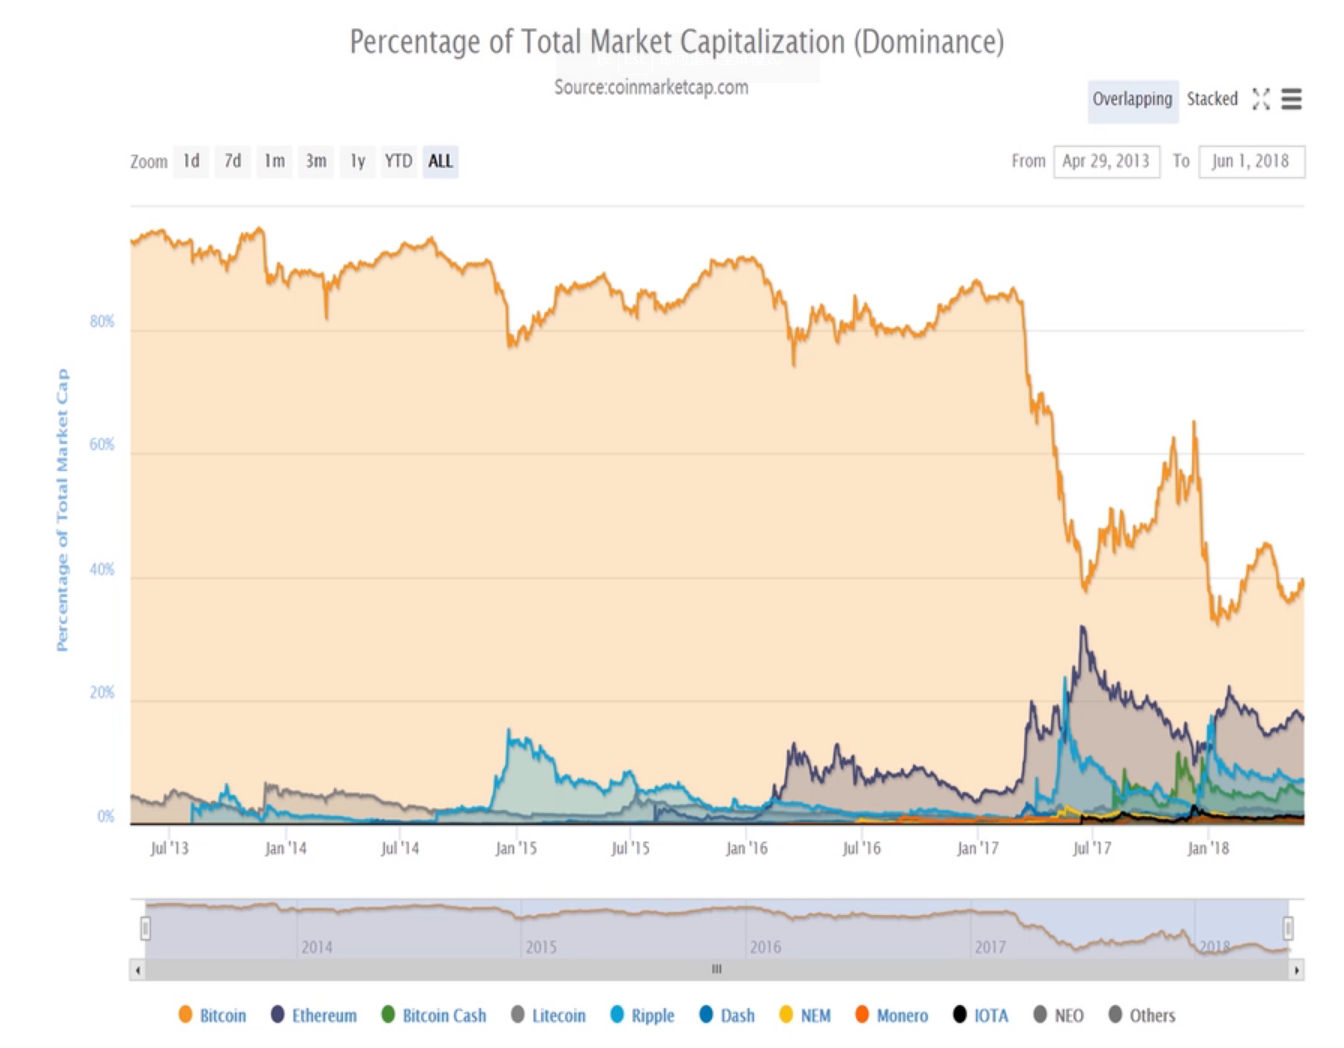 Percentage of Total Market Capitalization (Dominance)
Source:coinmarketcap.com
Overlapping Stacked
Zoom 1d 7d 1m 3m 1y YTD ALL From Apr 29, 2013 To Jun 1, 2018
Percentage of Total Market Cap
80%
60%
40%
20%
0%
Jul '13 Jan '14 Jul '14 Jan '15 Jul '15 Jan '16 Jul '16 Jan '17 Jul '17 Jan '18
2014 2015 2016 2017 2018
Bitcoin Ethereum Bitcoin Cash Litecoin Ripple Dash NEM Monero IOTA NEO Others